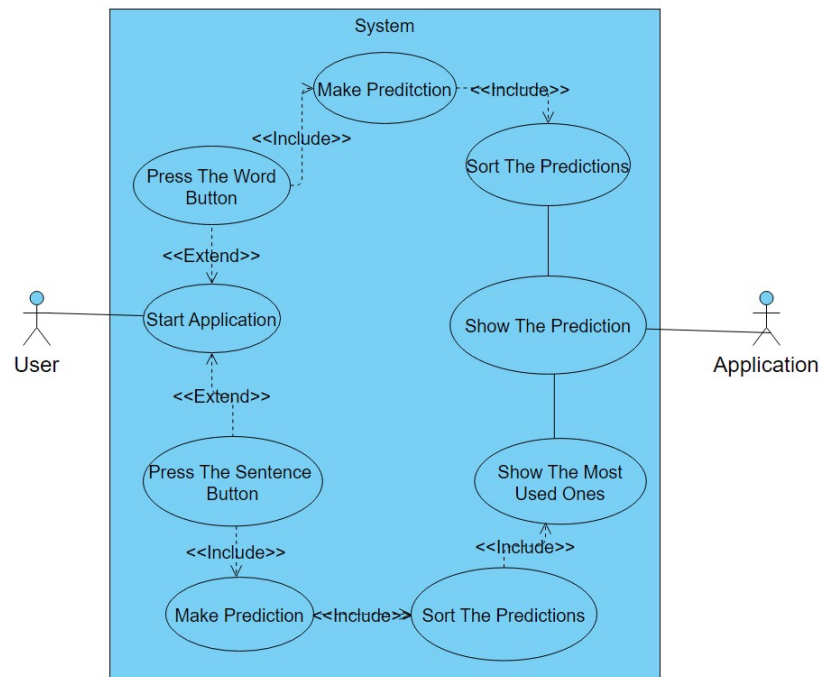 System
Make Preditction
<<Include>>
<<Include>>
Sort The Predictions
Press The Word
Button
<<Extend>>
Start Application
Show The Prediction
User
Application
<<Extend>>
Press The Sentence
Button
Show The Most
Used Ones
<<Include>>
<<Include>>
Make Prediction
<<Include>>
Sort The Predictions